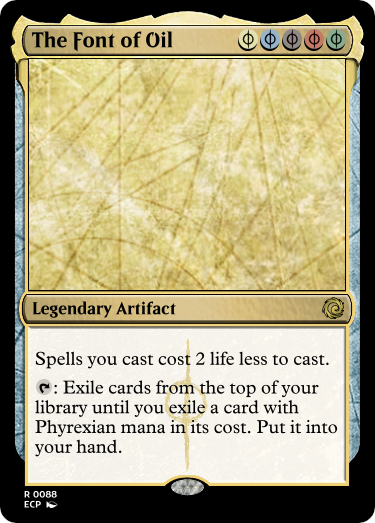 The Font of Oil
Legendary Artifact
Spells you cast cost 2 life less to cast.
: Exile cards from the top of your
library until you exile a card with
Phyrexian mana in its cost. Put it into
your hand.
R 0088
ECP